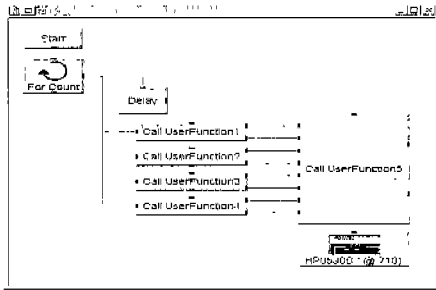 Start
For Count
Delay
Call UserFunction1
Call UserFunction2
Call UserFunction3
Call UserFunction4
Call UserFunction5